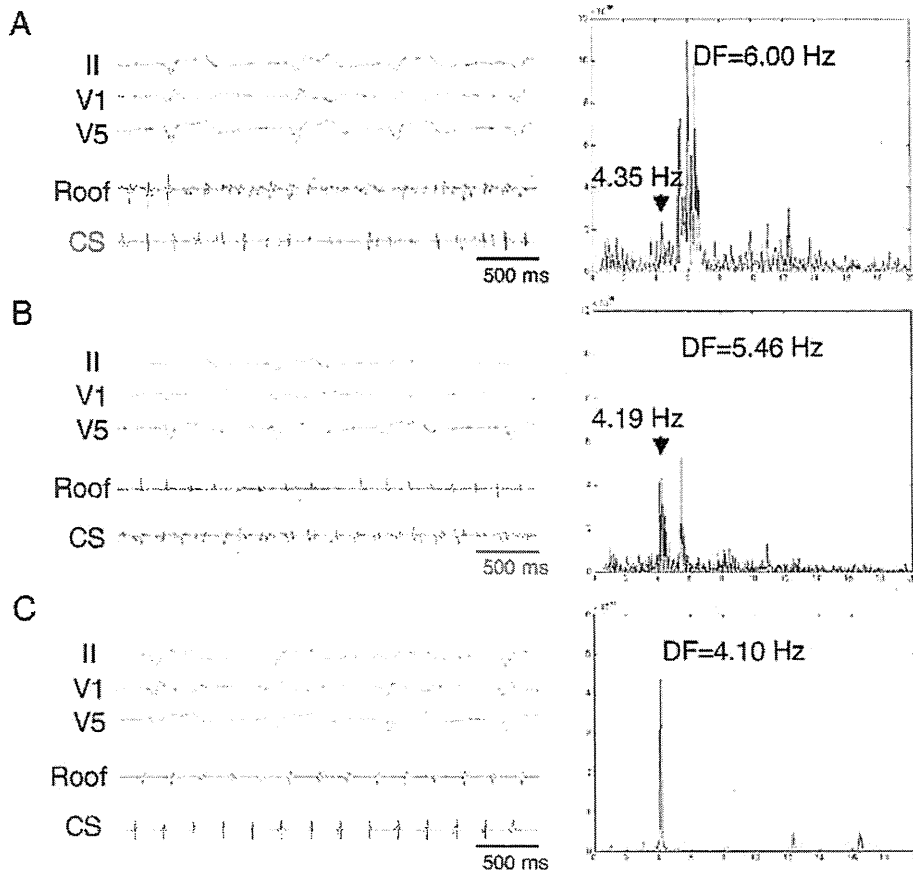 A
II
V1
V5
Roof
CS
500 ms
DF=6.00 Hz
4.35 Hz
B
II
V1
V5
Roof
CS
500 ms
DF=5.46 Hz
4.19 Hz
C
II
V1
V5
Roof
CS
500 ms
DF=4.10 Hz